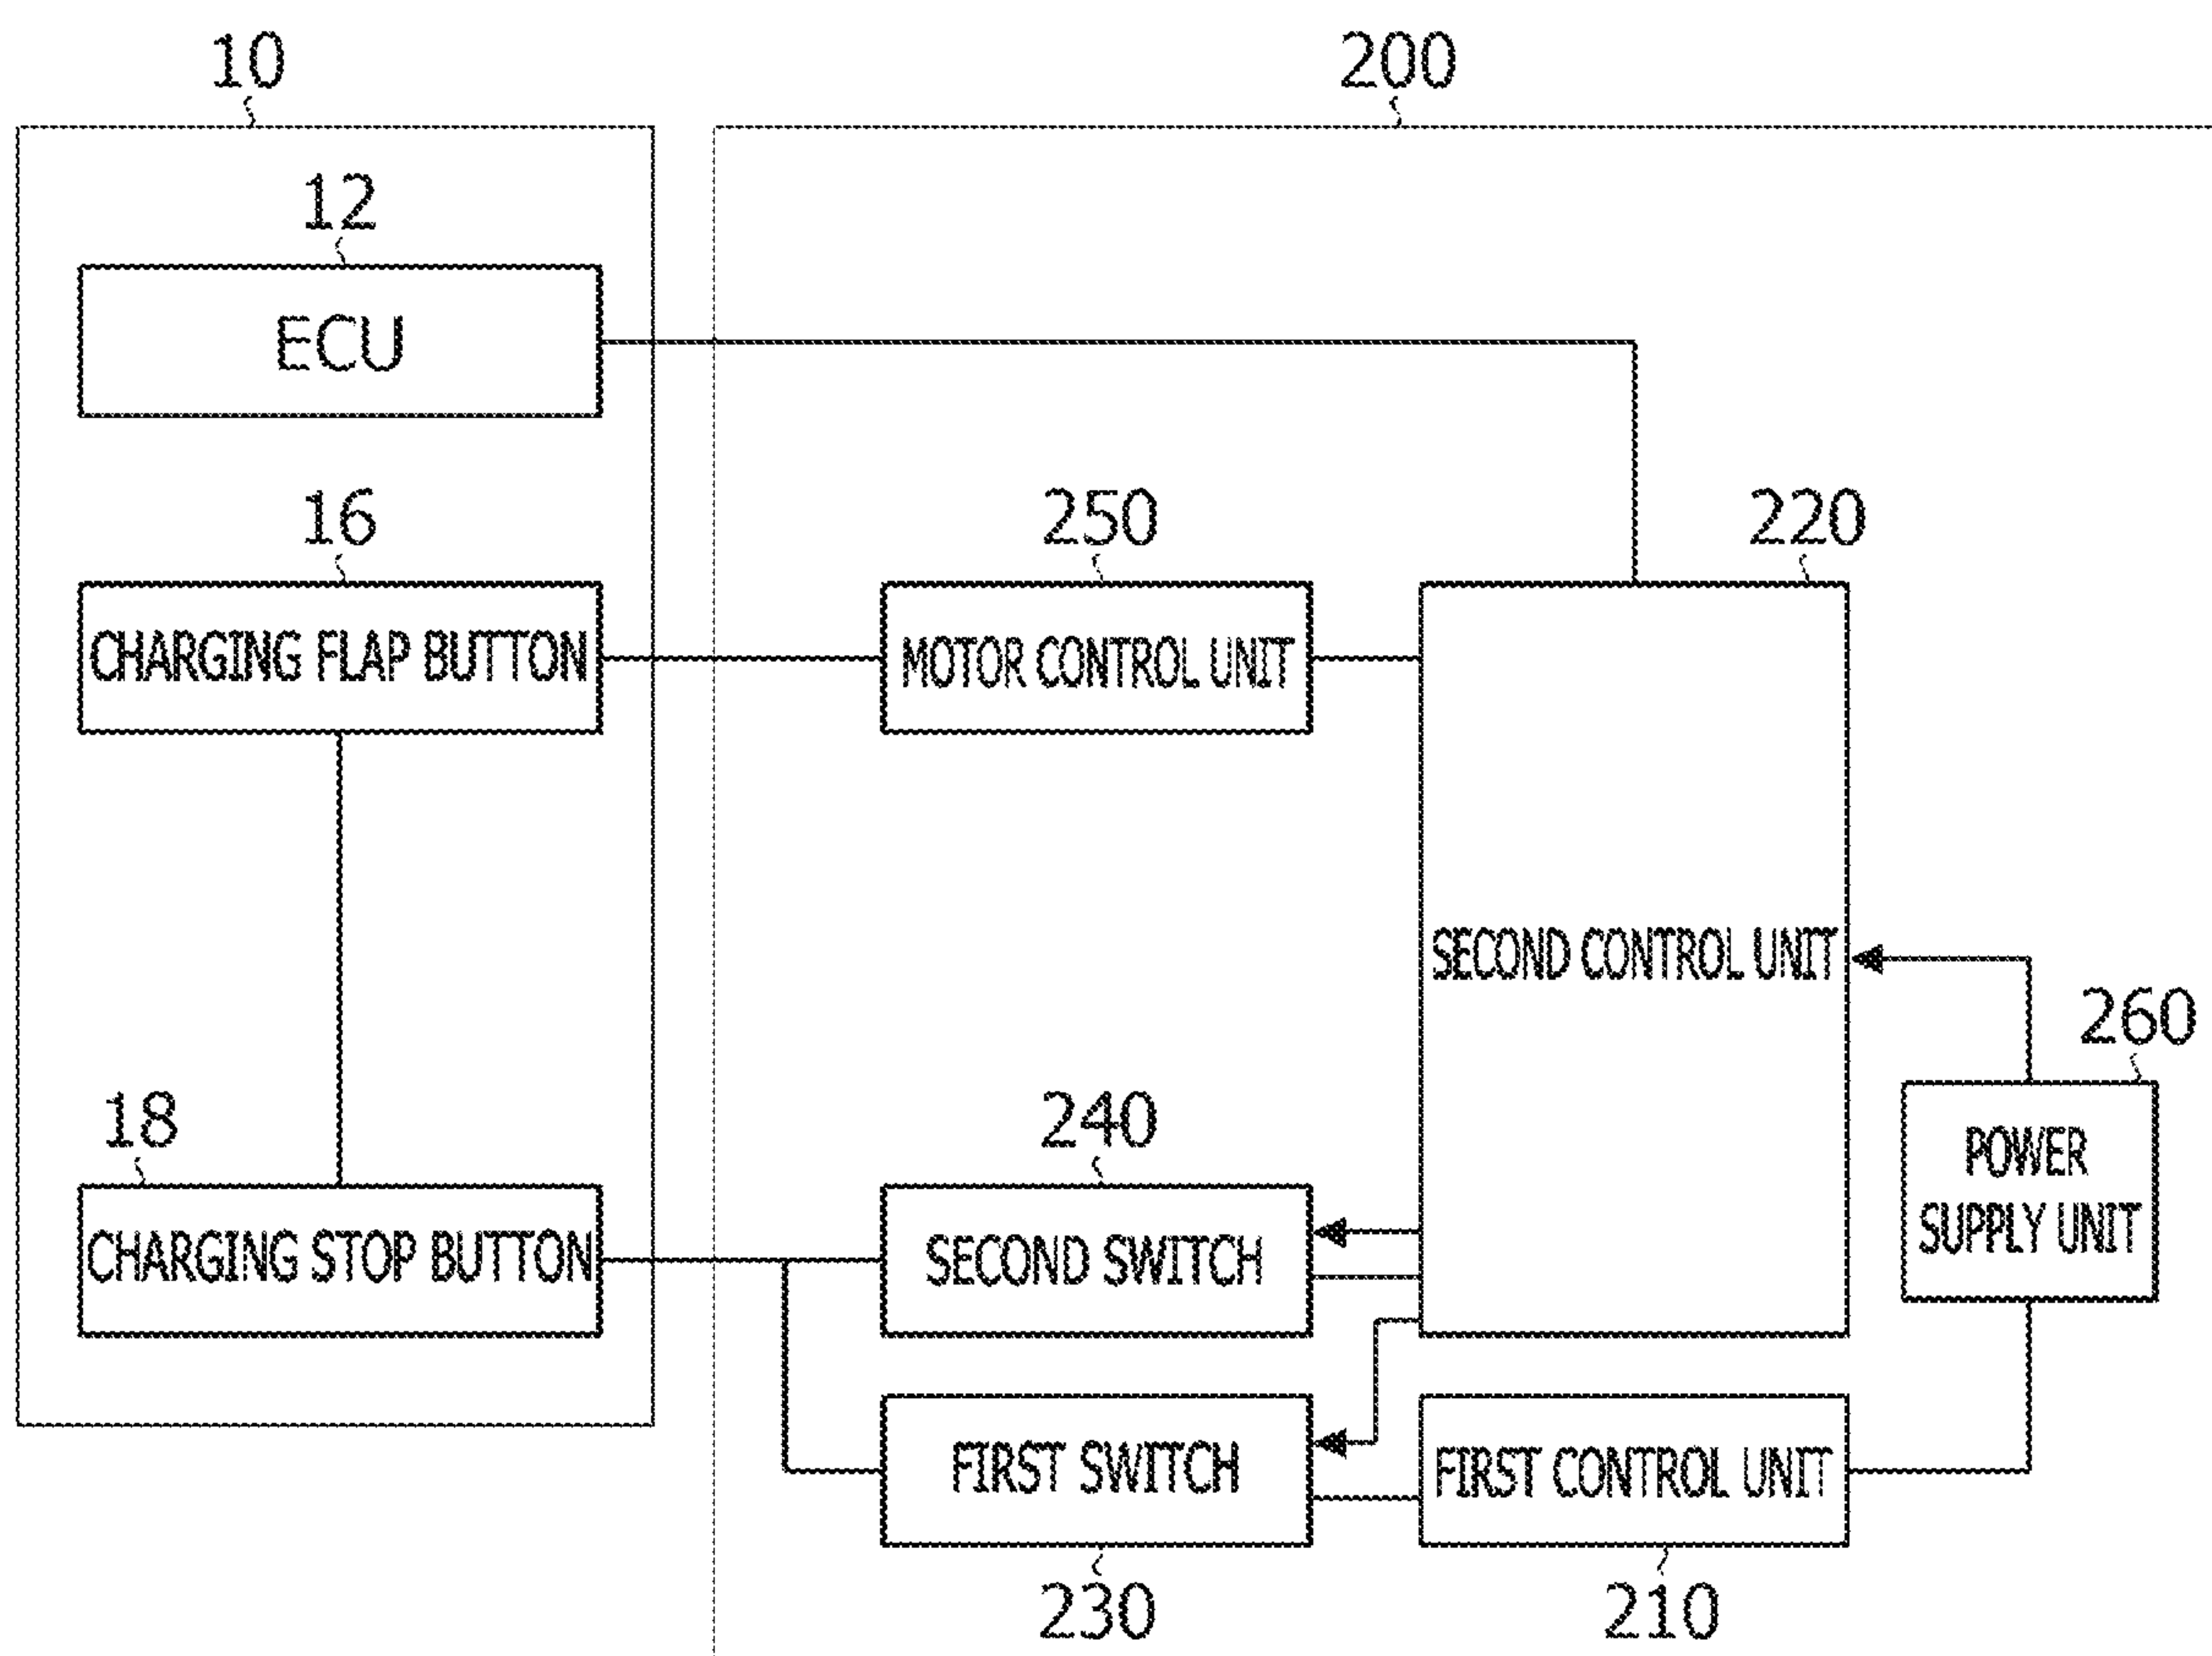 10
200
12
ECU
16
250
220
CHARGING FLAP BUTTON
MOTOR CONTROL UNIT
SECOND CONTROL UNIT
260
POWER
SUPPLY UNIT
18
240
CHARGING STOP BUTTON
SECOND SWITCH
FIRST SWITCH
FIRST CONTROL UNIT
230
210